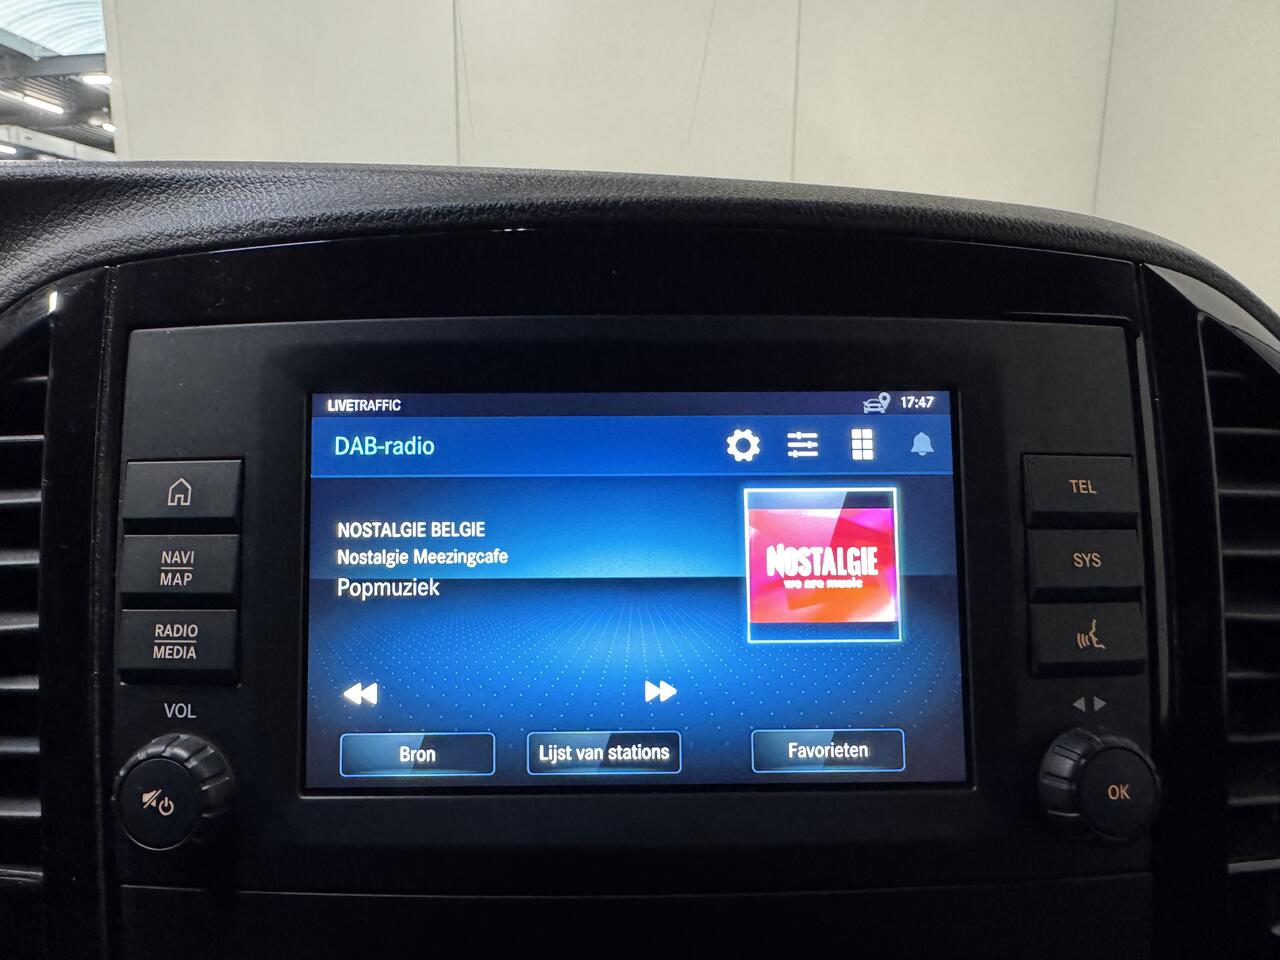 LIVETRAFFIC
17:47
DAB-radio
NOSTALGIE BELGIE
Nostalgie Meezingcafe
Popmuziek
NOSTALGIE
we are music
Bron
Lijst van stations
Favorieten
NAVI
MAP
RADIO
MEDIA
VOL
TEL
SYS
OK